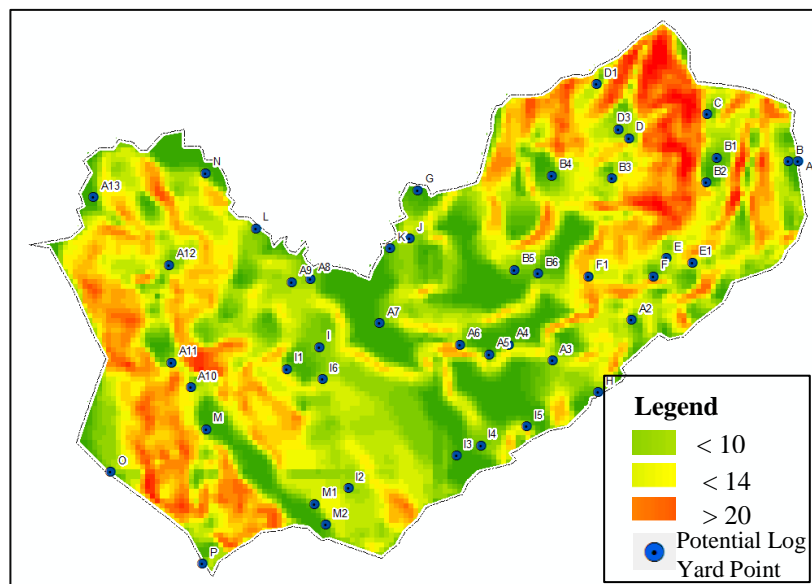 D1
C
D3
D
B1
B
A
B2
B4
B3
N
A13
G
L
J
K
A12
A9
A8
B5
B6
F1
E
F
E1
A7
A2
I
A6
A5
A4
A3
A11
I1
I6
A10
H
M
I5
I4
I3
O
I2
M1
M2
P
Legend
< 10
< 14
> 20
Potential Log
Yard Point